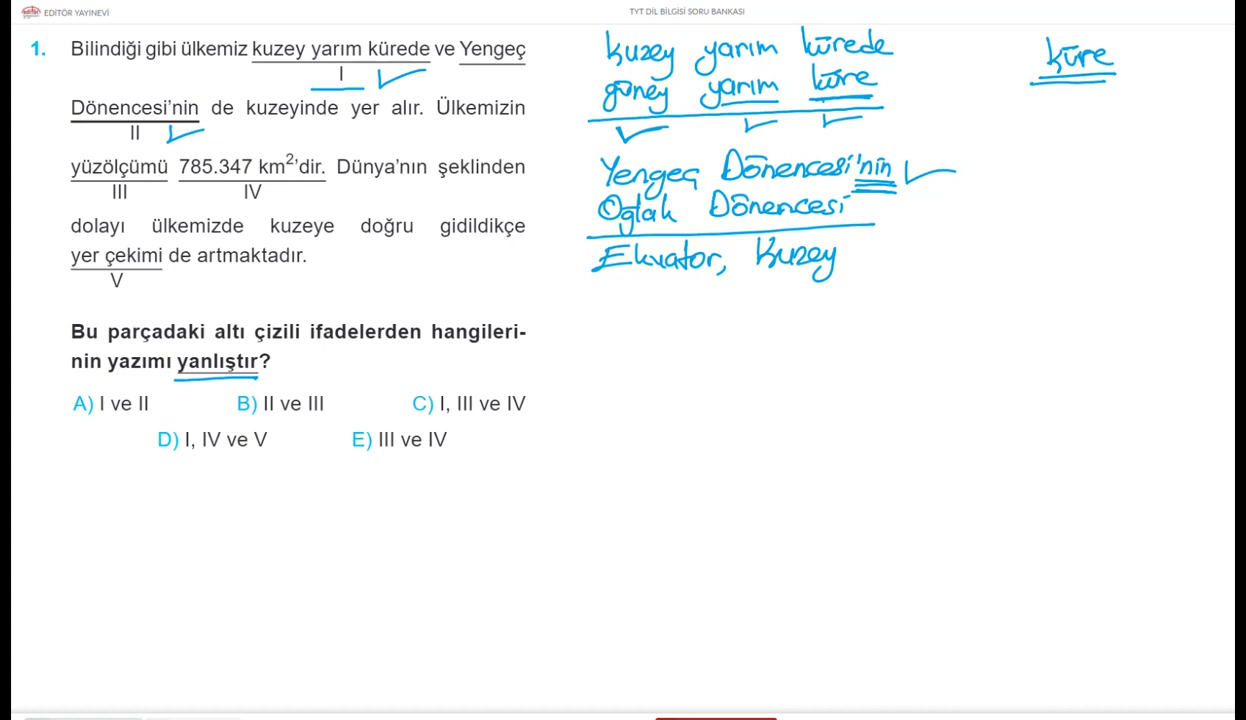 EDİTÖR YAYINEVİ
TYT DİL BİLGİSİ SORU BANKASI
1. Bilindiği gibi ülkemiz kuzey yarım kürede ve Yengeç
I
Dönencesi'nin de kuzeyinde yer alır. Ülkemizin
II
yüzölçümü 785.347 km²'dir. Dünya'nın şeklinden
III IV
dolayı ülkemizde kuzeye doğru gidildikçe
yer çekimi de artmaktadır.
V
Bu parçadaki altı çizili ifadelerden hangileri-
nin yazımı yanlıştır?
A) I ve II B) II ve III C) I, III ve IV
D) I, IV ve V E) III ve IV
kuzey yarım kürede
güney yarım küre
Yengeç Dönencesi'nin
Oğlak Dönencesi
Ekvator, Kuzey
küre